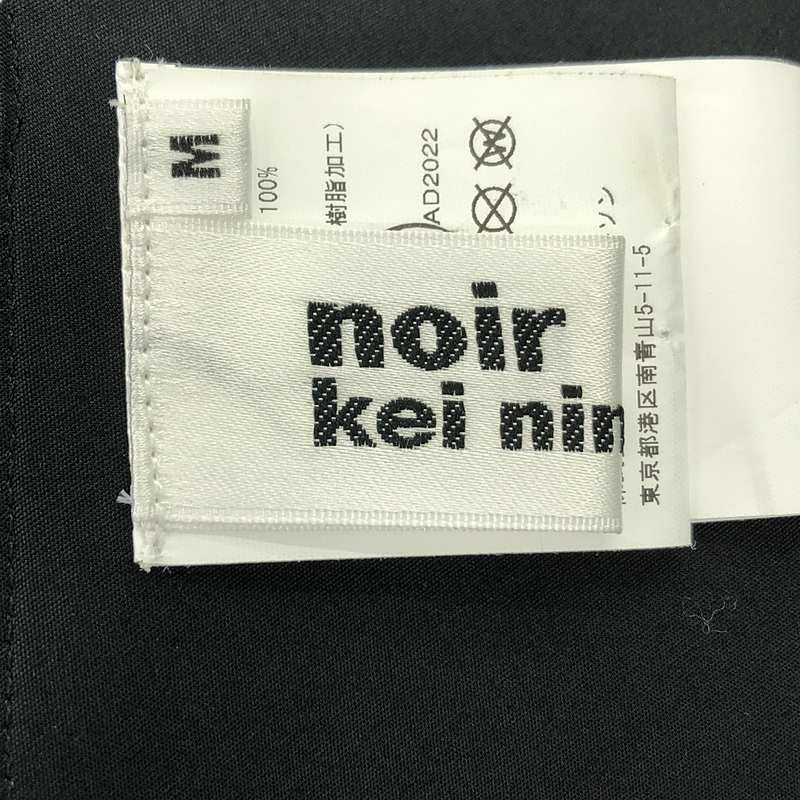 M
100%
樹脂加工)
AD2022
W
ソン
東京都港区南青山5-11-5
noir
kei nin